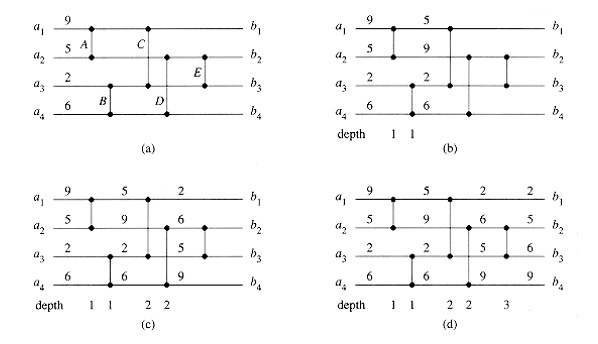 9
a1 A C b1
5
a2 b2
2 E
a3 B D b3
6
a4 b4
(a)
9 5
a1 b1
5 9
a2 b2
2 2
a3 b3
6 6
a4 b4
depth 1 1
(b)
9 5 2
a1 b1
5 9 6
a2 b2
2 2 5
a3 b3
6 6 9
a4 b4
depth 1 1 2 2
(c)
9 5 2 2
a1 b1
5 9 6 5
a2 b2
2 2 5 6
a3 b3
6 6 9 9
a4 b4
depth 1 1 2 2 3
(d)